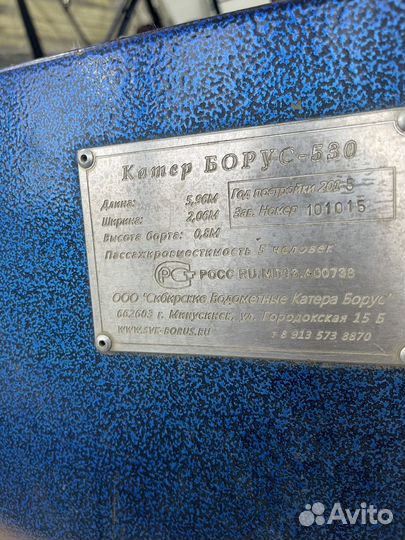 Катер БОРУС-530
Длина: 5,96М
Год постройки 201 5
Ширина: 2,06М
Зав. Номер 101015
Высота борта: 0,8М
Пассажировместимость 5 человек
РОСС RU.
ООО "Сибирские Водометные Катера Борус"
662603 г. Минусинск, ул. Городокская 15 Б
WWW.SVK-BORUS.RU
т 8 913 573 8870
Avito